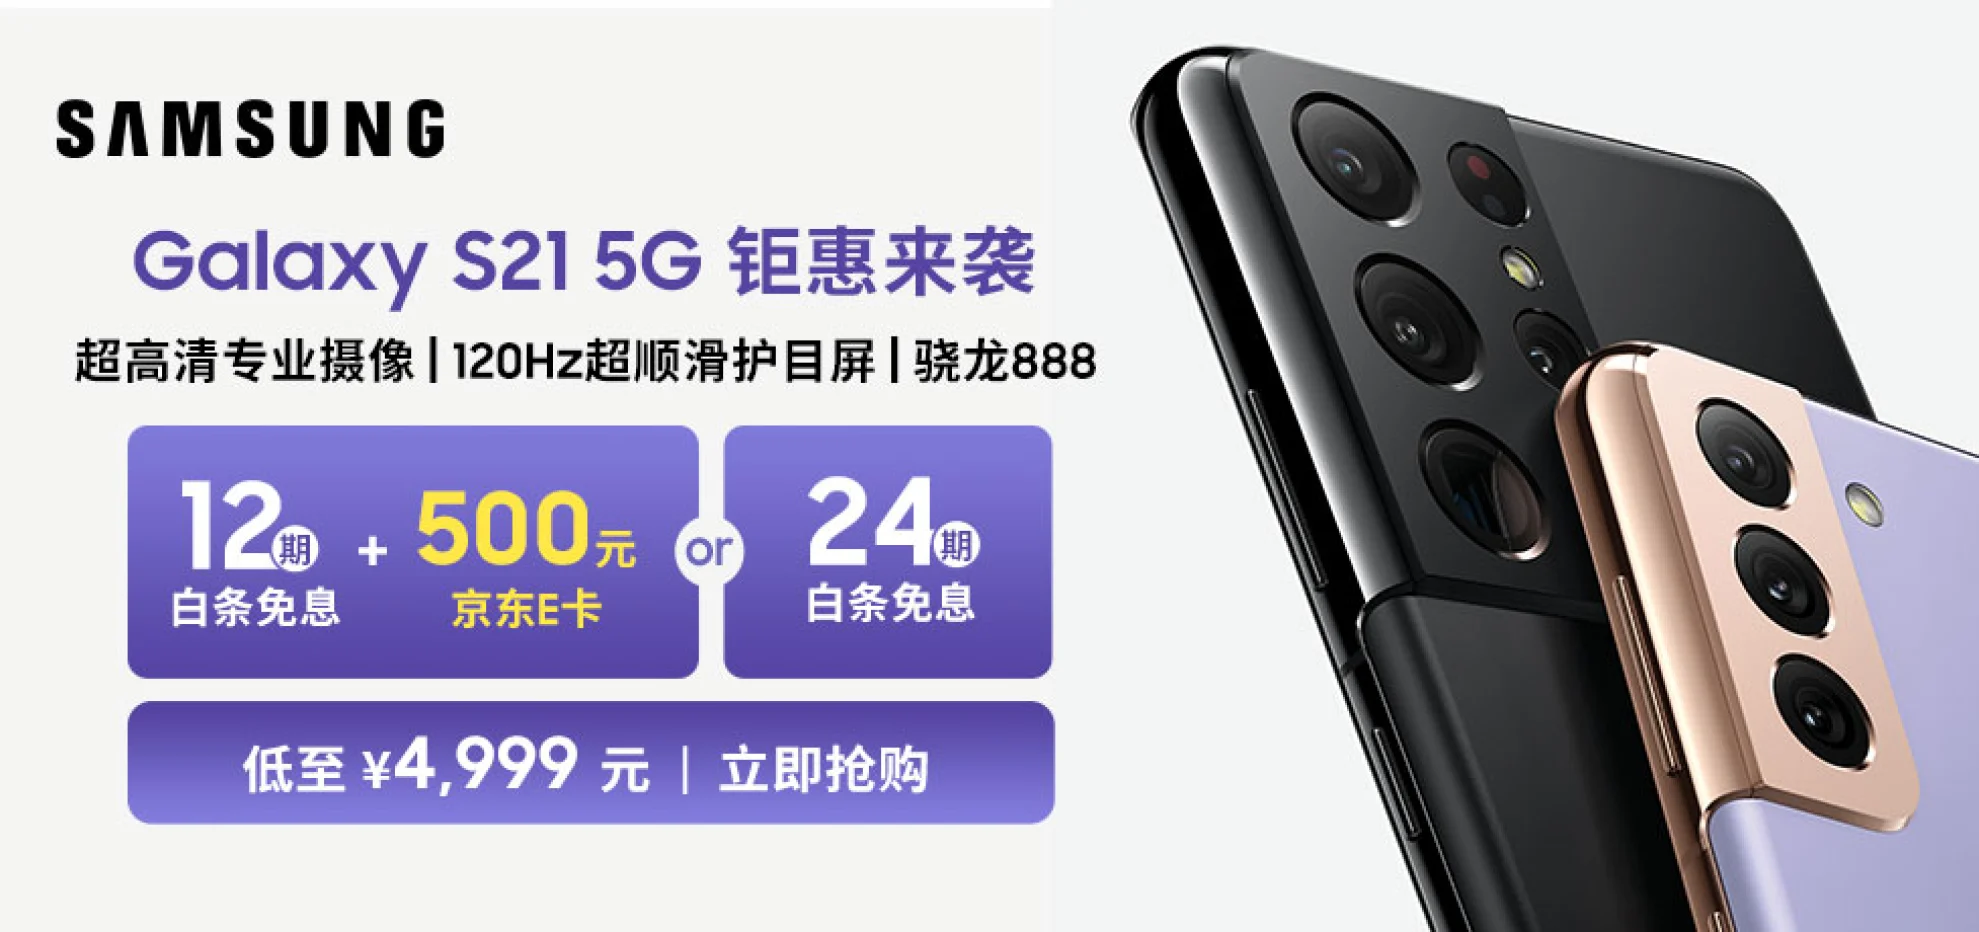 SAMSUNG
Galaxy S21 5G 钜惠来袭
超高清专业摄像 | 120Hz超顺滑护目屏 | 骁龙888
12期 + 500元 or 24期
白条免息 京东E卡 白条免息
低至 ¥4,999 元 | 立即抢购